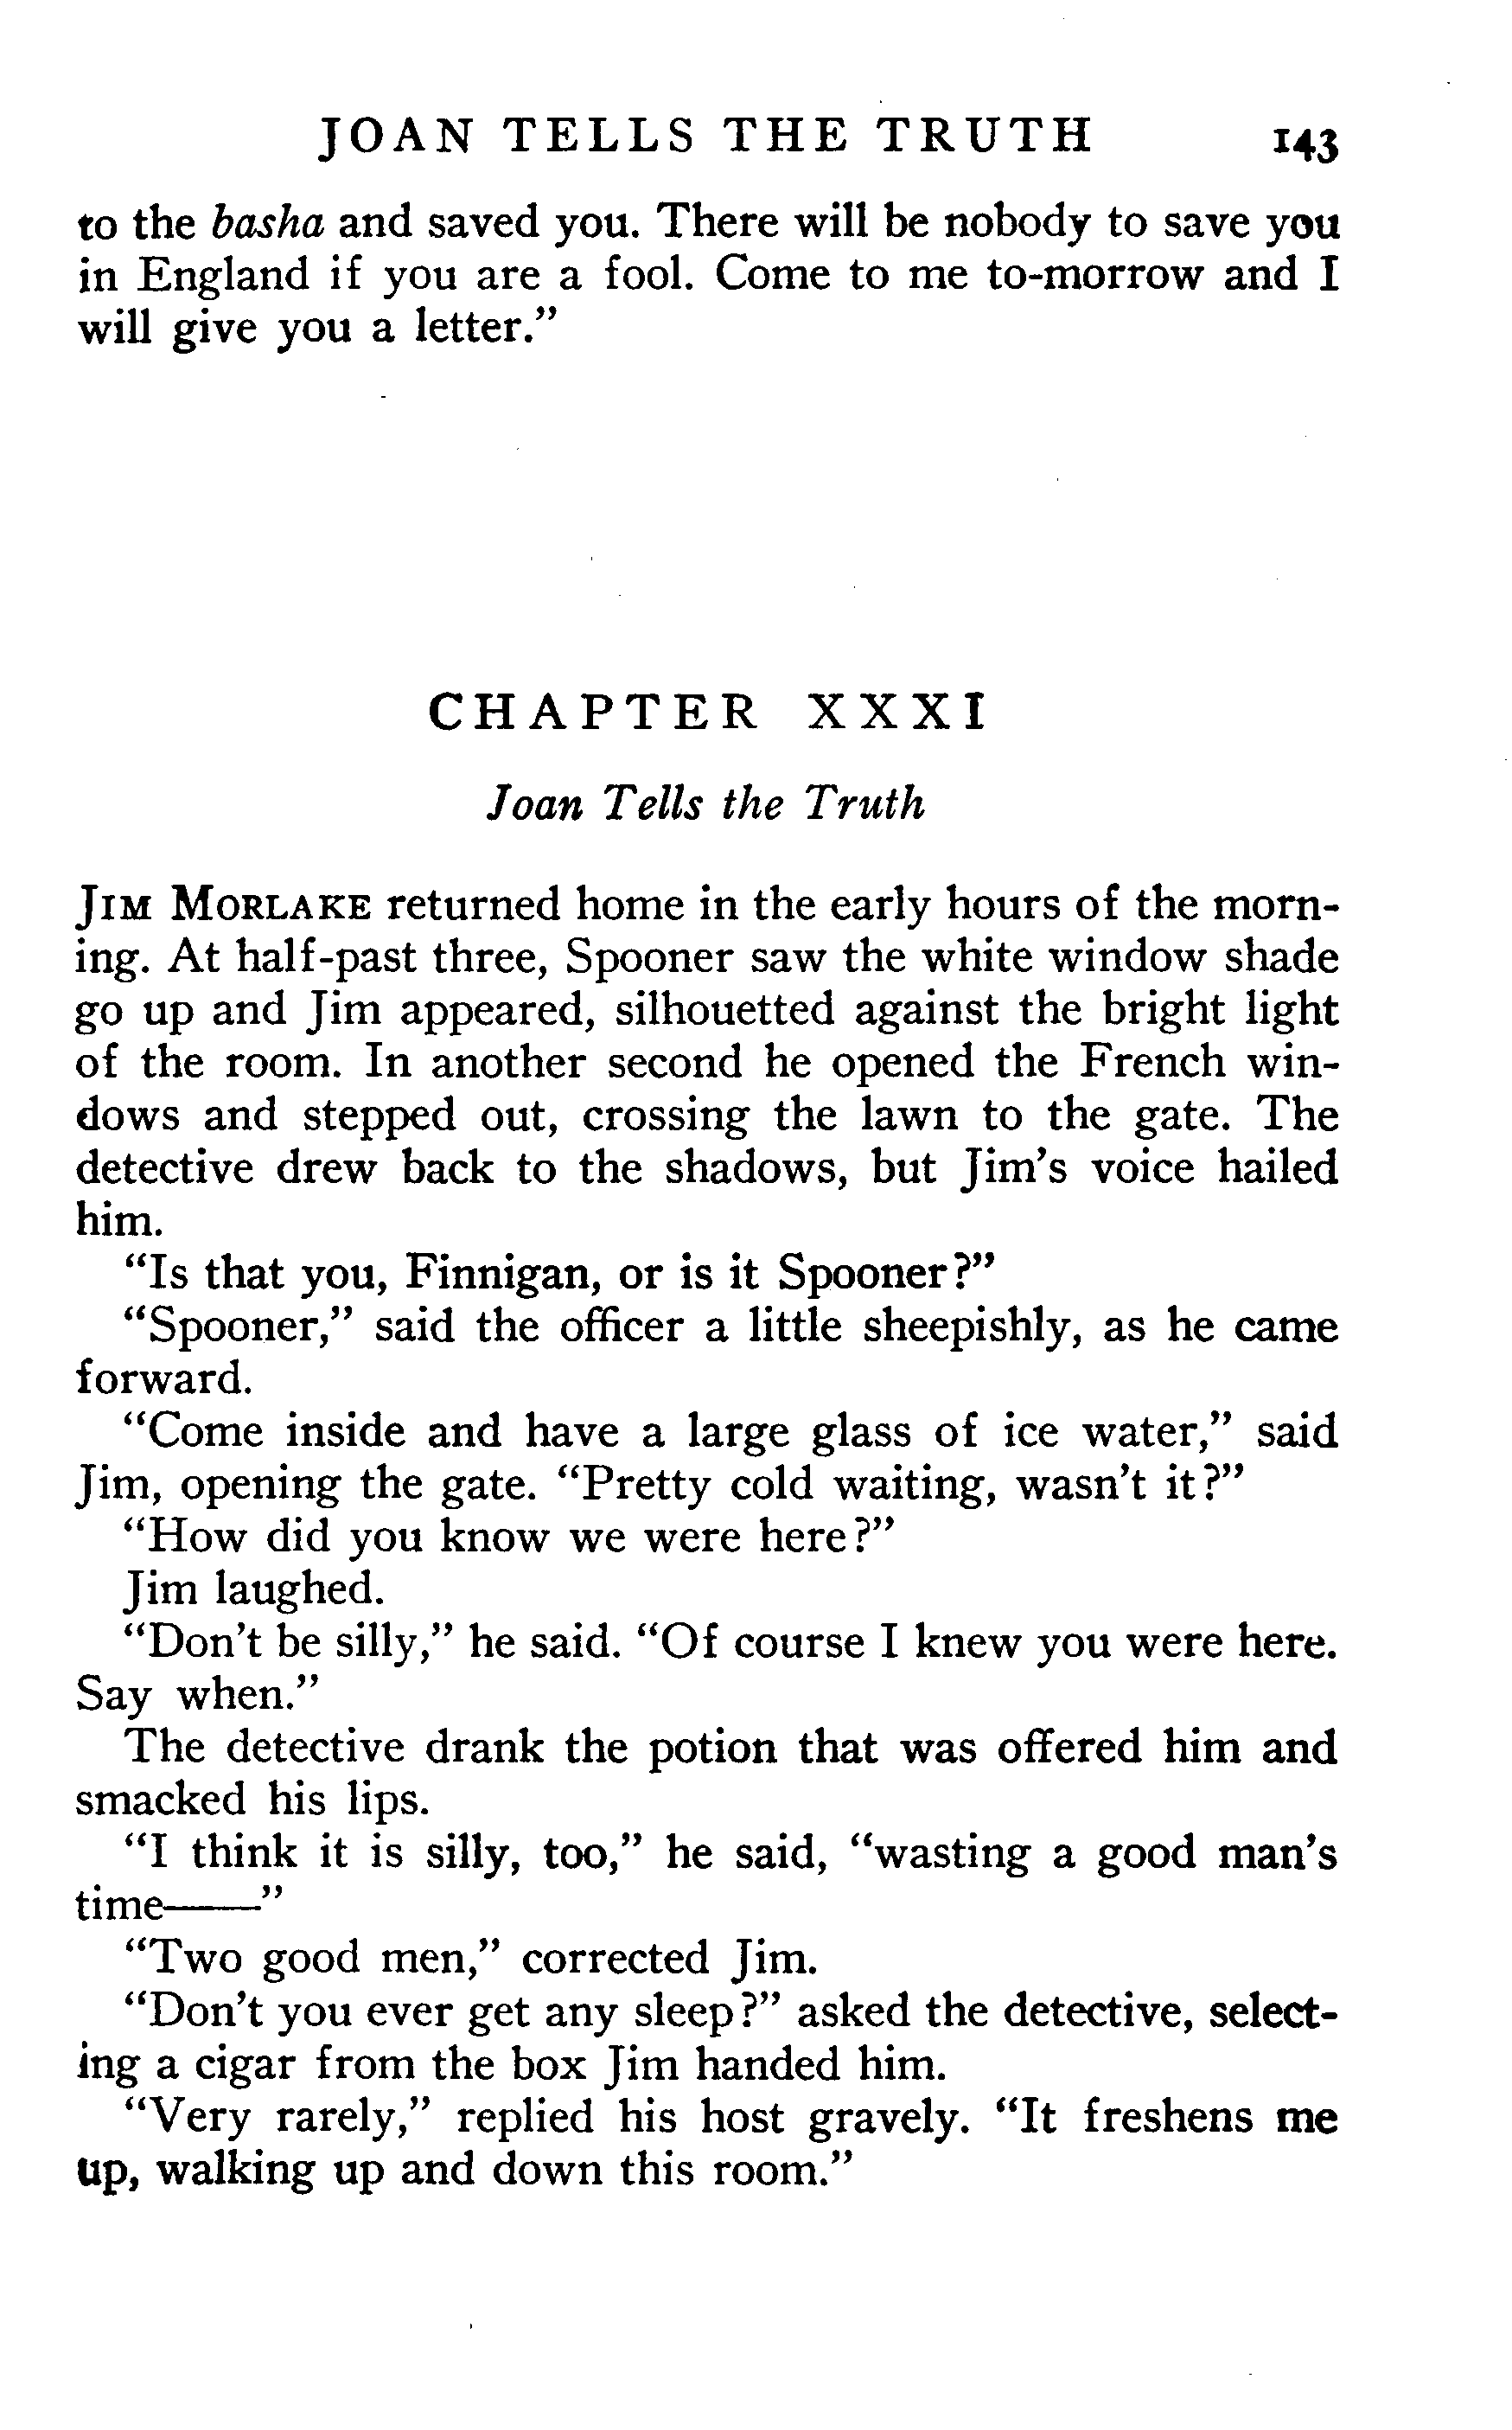 JOAN TELLS THE TRUTH 143
to the basha and saved you. There will be nobody to save you
in England if you are a fool. Come to me to-morrow and I
will give you a letter.”
CHAPTER XXXI
Joan Tells the Truth
JIM MORLAKE returned home in the early hours of the morn-
ing. At half-past three, Spooner saw the white window shade
go up and Jim appeared, silhouetted against the bright light
of the room. In another second he opened the French win-
dows and stepped out, crossing the lawn to the gate. The
detective drew back to the shadows, but Jim’s voice hailed
him.
“Is that you, Finnigan, or is it Spooner?”
“Spooner,” said the officer a little sheepishly, as he came
forward.
“Come inside and have a large glass of ice water,” said
Jim, opening the gate. “Pretty cold waiting, wasn’t it?”
“How did you know we were here?”
Jim laughed.
“Don’t be silly,” he said. “Of course I knew you were here.
Say when.”
The detective drank the potion that was offered him and
smacked his lips.
“I think it is silly, too,” he said, “wasting a good man’s
time——”
“Two good men,” corrected Jim.
“Don’t you ever get any sleep?” asked the detective, select-
ing a cigar from the box Jim handed him.
“Very rarely,” replied his host gravely. “It freshens me
up, walking up and down this room.”